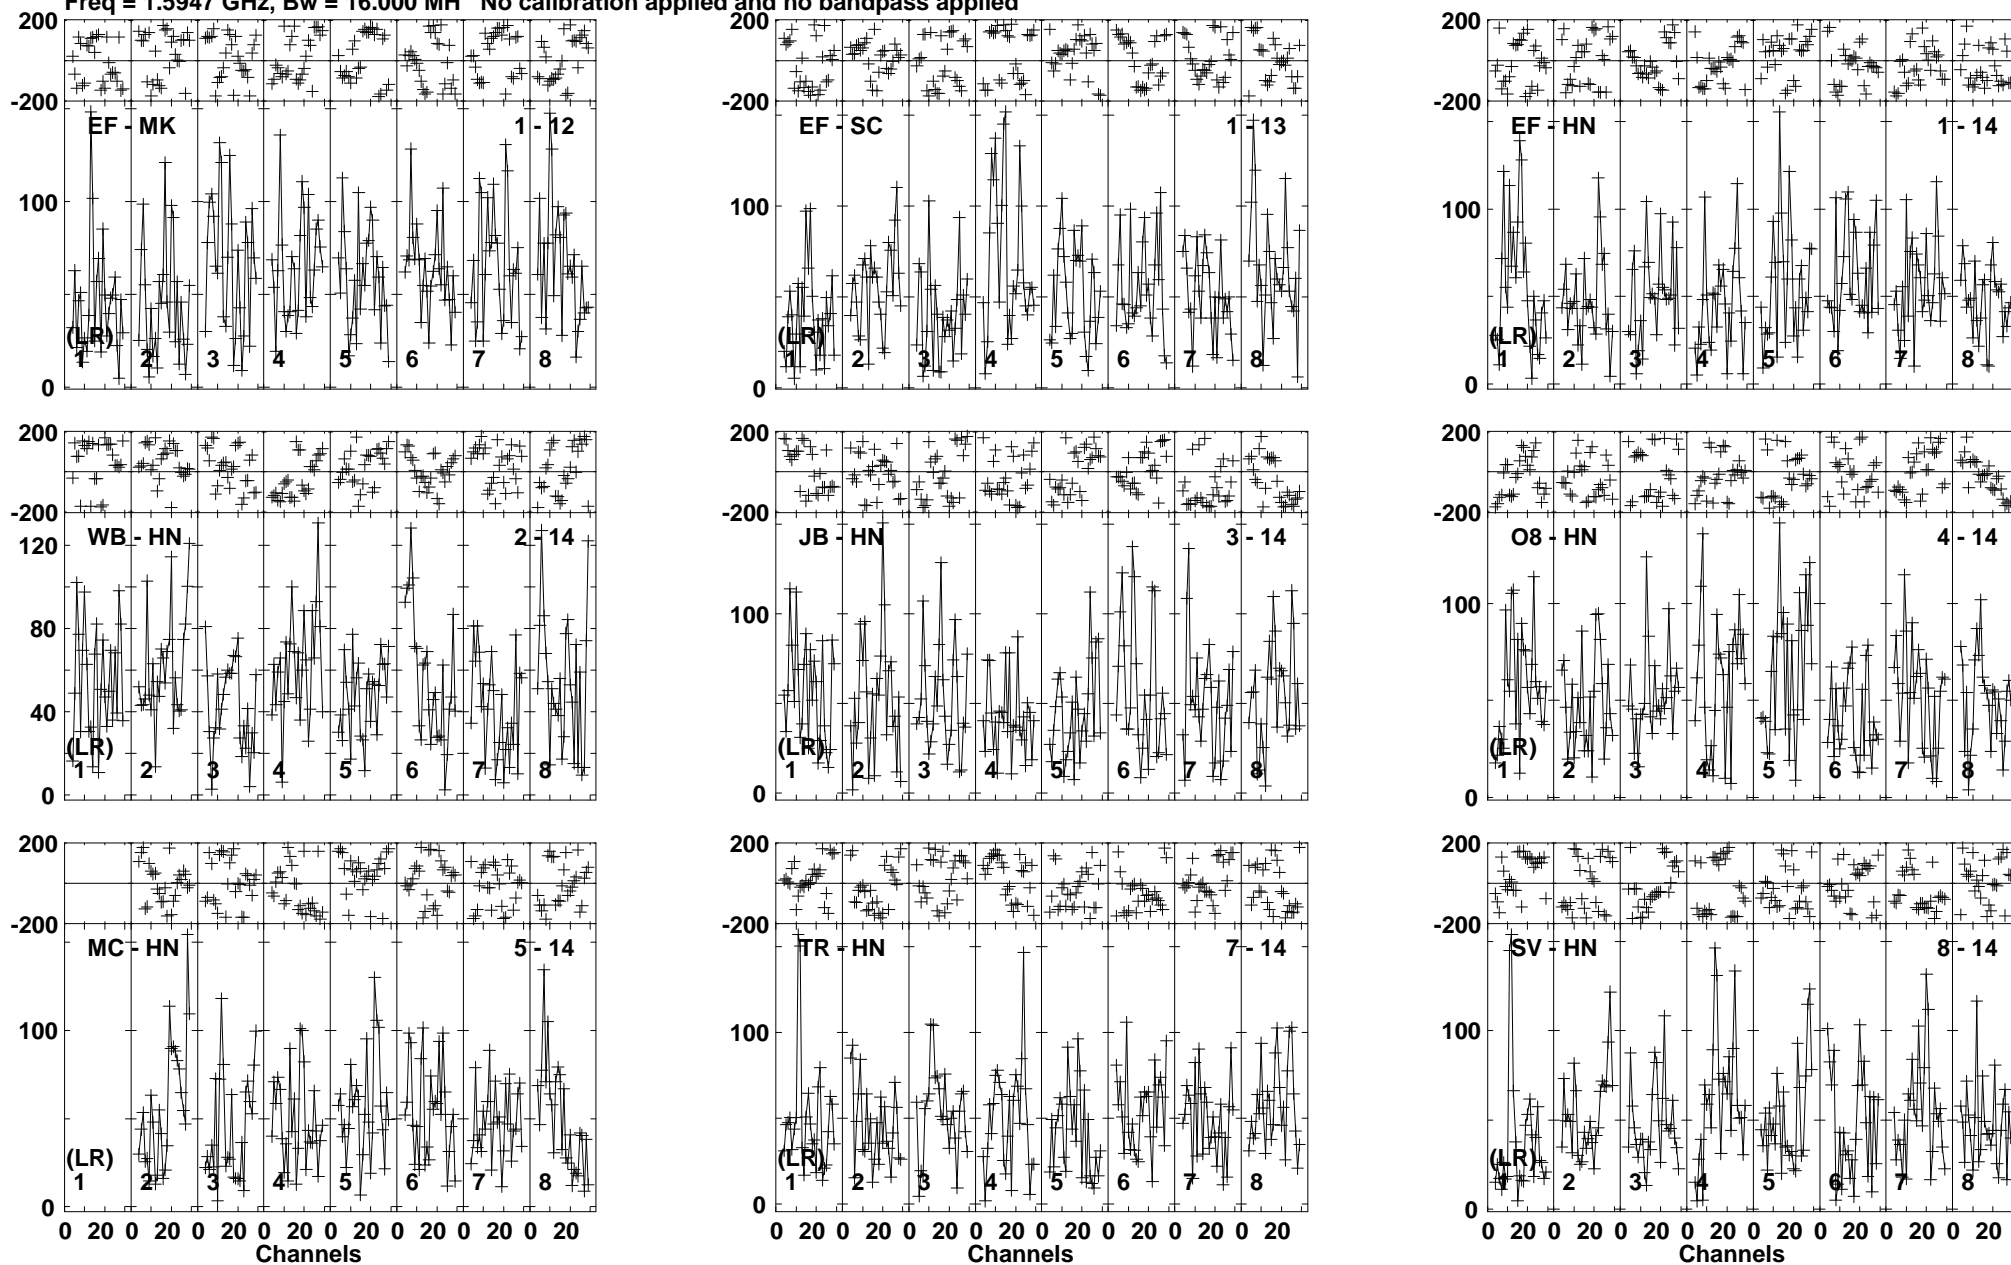 Freq = 1.5947 GHz, Bw = 16.000 MH No calibration applied and no bandpass applied
200 200 200
-200 -200 -200
EF - MK 1 - 12 EF - SC 1 - 13 EF - HN 1 - 14
100 100 100
(LR) (LR) (LR)
1 2 3 4 5 6 7 8 1 2 3 4 5 6 7 8 1 2 3 4 5 6 7 8
0 0 0
200 200 200
-200 -200 -200
WB - HN 2 - 14 JB - HN 3 - 14 O8 - HN 4 - 14
120
100 100
80
40
(LR) (LR) (LR)
1 2 3 4 5 6 7 8 1 2 3 4 5 6 7 8 1 2 3 4 5 6 7 8
0 0 0
200 200 200
-200 -200 -200
MC - HN 5 - 14 TR - HN 7 - 14 SV - HN 8 - 14
100 100 100
(LR) (LR) (LR)
1 2 3 4 5 6 7 8 1 2 3 4 5 6 7 8 1 2 3 4 5 6 7 8
0 0 0
0 20 0 20 0 20 0 20 0 20 0 20 0 20 0 20 0 20 0 20 0 20 0 20 0 20 0 20 0 20 0 20 0 20 0 20 0 20 0 20 0 20 0 20 0 20 0 20
Channels Channels Channels